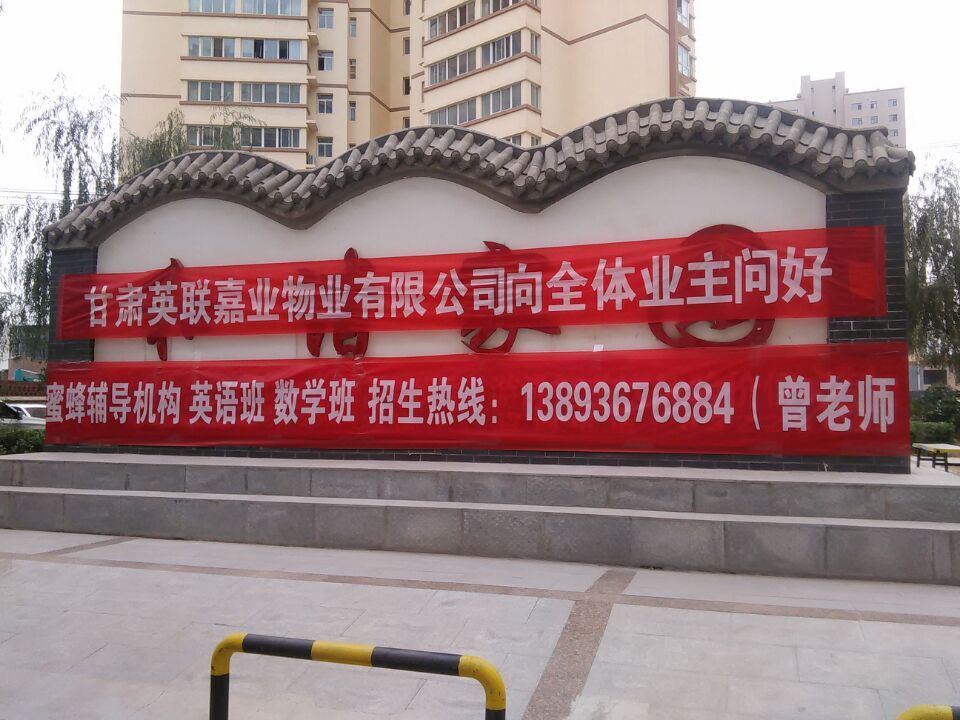 甘肃英联嘉业物业有限公司向全体业主问好
蜜蜂辅导机构 英语班 数学班 招生热线：13893676884（曾老师